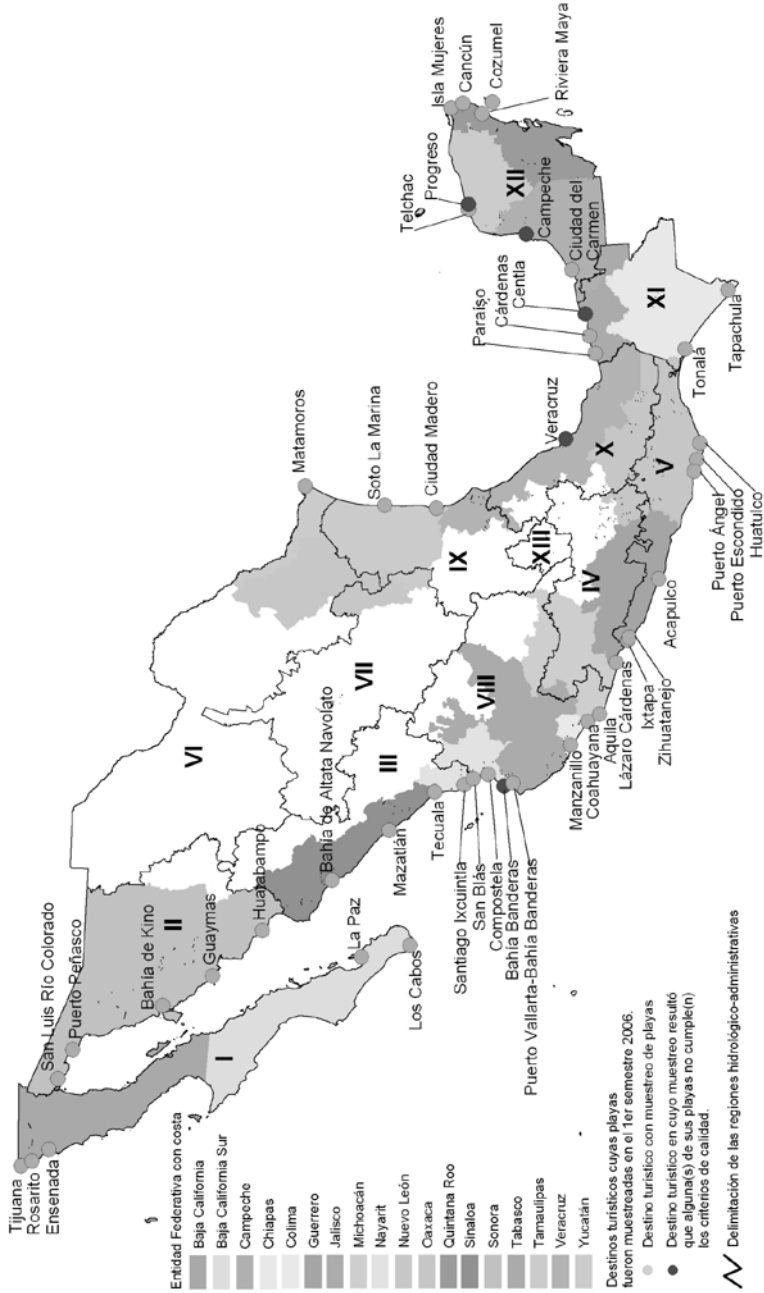 Tijuana
Rosarito
Ensenada
San Luis Río Colorado
Puerto Peñasco
Bahía de Kino
Guaymas
Huatabampo
Bahía de Altata Navolato
Mazatlán
La Paz
Los Cabos
Tecuala
Santiago Ixcuintla
San Blás
Compostela
Bahía Banderas
Puerto Vallarta-Bahía Banderas
Manzanillo
Coahuayana
Aquila
Lázaro Cárdenas
Ixtapa
Zihuatanejo
Acapulco
Puerto Ángel
Puerto Escondido
Huatulco
Tonalá
Tapachula
Matamoros
Soto La Marina
Ciudad Madero
Veracruz
Paraíso
Cárdenas
Centla
Ciudad del
Carmen
Campeche
Telchac
Progreso
Isla Mujeres
Cancún
Cozumel
Riviera Maya
I
II
III
IV
V
VI
VII
VIII
IX
X
XI
XII
XIII
Entidad Federativa con costa
Baja California
Baja California Sur
Campeche
Chiapas
Colima
Guerrero
Jalisco
Michoacán
Nayarit
Nuevo León
Oaxaca
Quintana Roo
Sinaloa
Sonora
Tabasco
Tamaulipas
Veracruz
Yucatán
Destinos turísticos cuyas playas
fueron muestreadas en el 1er semestre 2006.
Destino turístico con muestreo de playas
Destino turístico en cuyo muestreo resultó
que alguna(s) de sus playas no cumple(n)
los criterios de calidad.
Delimitación de las regiones hidrológico-administrativas